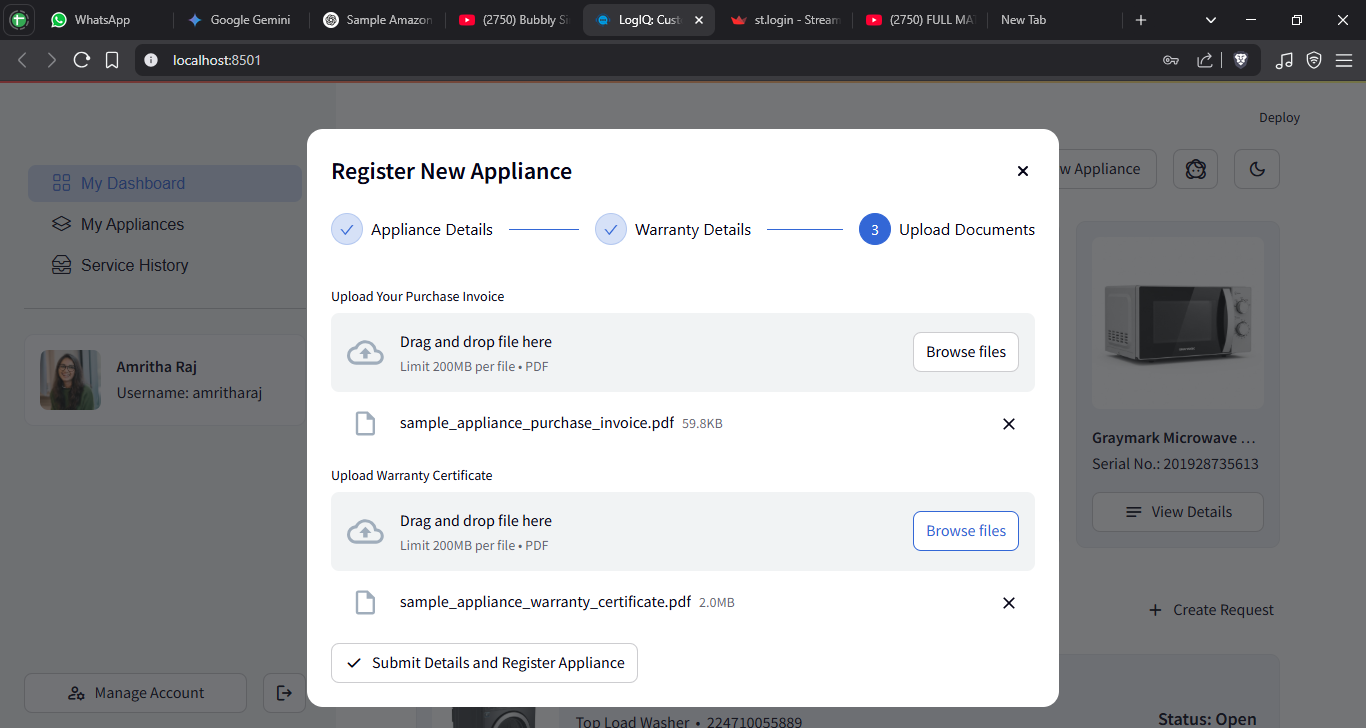 WhatsApp
Google Gemini
Sample Amazon
(2750) Bubbly Si
LogIQ: Cust
st.login - Stream
(2750) FULL MA
New Tab
localhost:8501
Deploy
My Dashboard
My Appliances
Service History
Amritha Raj
Username: amritharaj
Manage Account
Register New Appliance
Appliance Details
Warranty Details
3
Upload Documents
Upload Your Purchase Invoice
Drag and drop file here
Limit 200MB per file • PDF
Browse files
sample_appliance_purchase_invoice.pdf 59.8KB
Upload Warranty Certificate
Drag and drop file here
Limit 200MB per file • PDF
Browse files
sample_appliance_warranty_certificate.pdf 2.0MB
Submit Details and Register Appliance
w Appliance
Graymark Microwave ...
Serial No.: 201928735613
View Details
Create Request
Top Load Washer • 224710055889
Status: Open